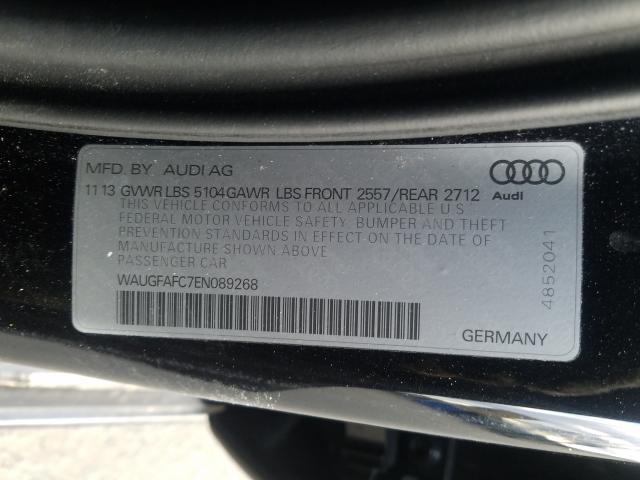 MFD. BY AUDI AG
11 13 GVWR LBS 5104 GAWR LBS FRONT 2557/REAR 2712
THIS VEHICLE CONFORMS TO ALL APPLICABLE U S
FEDERAL MOTOR VEHICLE SAFETY, BUMPER AND THEFT
PREVENTION STANDARDS IN EFFECT ON THE DATE OF
MANUFACTURE SHOWN ABOVE
PASSENGER CAR
WAUGFAFC7EN089268
Audi
4852041
GERMANY